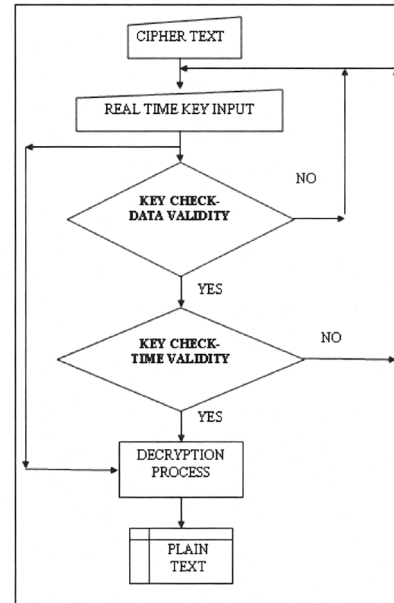 CIPHER TEXT
REAL TIME KEY INPUT
KEY CHECK-
DATA VALIDITY
NO
YES
KEY CHECK-
TIME VALIDITY
NO
YES
DECRYPTION
PROCESS
PLAIN
TEXT